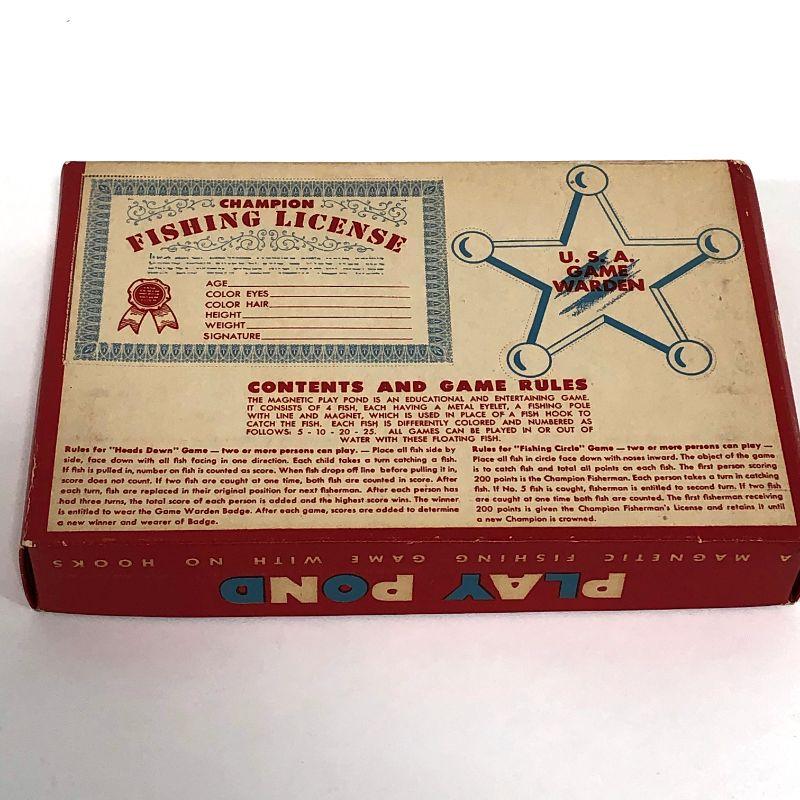 CHAMPION
FISHING LICENSE
AGE
COLOR EYES
COLOR HAIR
HEIGHT
WEIGHT
SIGNATURE
U. S. A.
GAME
WARDEN
CONTENTS AND GAME RULES
THE MAGNETIC PLAY POND IS AN EDUCATIONAL AND ENTERTAINING GAME.
IT CONSISTS OF 4 FISH, EACH HAVING A METAL EYELET, A FISHING POLE
WITH LINE AND MAGNET, WHICH IS USED IN PLACE OF A FISH HOOK TO
CATCH THE FISH. EACH FISH IS DIFFERENTLY COLORED AND NUMBERED AS
FOLLOWS: 5 - 10 - 20 - 25. ALL GAMES CAN BE PLAYED IN OR OUT OF
WATER WITH THESE FLOATING FISH.
Rules for "Heads Down" Game — two or more persons can play. — Place all fish side by
side, face down with all fish facing in one direction. Each child takes a turn catching a fish.
If fish is pulled in, number on fish is counted as score. When fish drops off line before pulling it in,
score does not count. If two fish are caught at one time, both fish are counted in score. After
each turn, fish are replaced in their original position for next fisherman. After each person has
had three turns, the total score of each person is added and the highest score wins. The winner
is entitled to wear the Game Warden Badge. After each game, scores are added to determine
a new winner and wearer of Badge.
Rules for "Fishing Circle" Game — two or more persons can play —
Place all fish in circle face down with noses inward. The object of the game
is to catch fish and total all points on each fish. The first person scoring
200 points is the Champion Fisherman. Each person takes a turn in catching
fish. If No. 5 fish is caught, fisherman is entitled to second turn. If two fish
are caught at one time both fish are counted. The first fisherman receiving
200 points is given the Champion Fisherman's License and retains it until
a new Champion is crowned.
A MAGNETIC FISHING GAME WITH NO HOOKS
PLAY POND